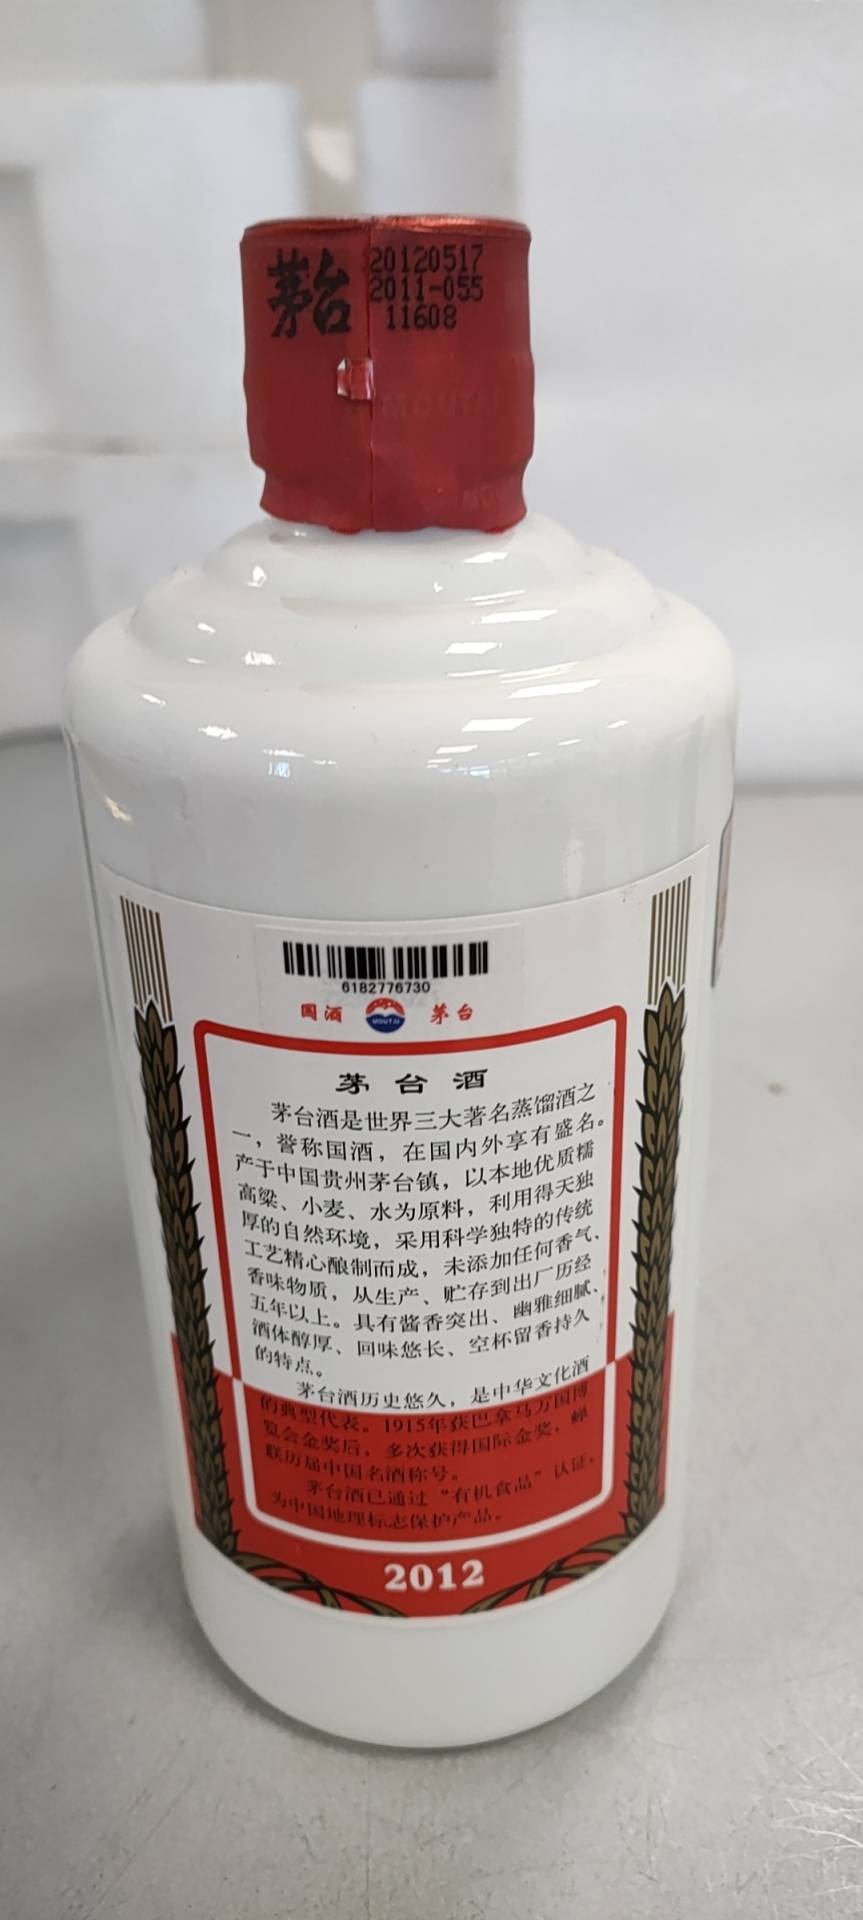 茅台
20120517
2011-055
11608
MOUTAI
6182776730
国酒 MOUTAI 茅台
茅台酒
茅台酒是世界三大著名蒸馏酒之
一，誉称国酒，在国内外享有盛名。
产于中国贵州茅台镇，以本地优质糯
高粱、小麦、水为原料，利用得天独
厚的自然环境，采用科学独特的传统
工艺精心酿制而成，未添加任何香气、
香味物质，从生产、贮存到出厂历经
五年以上。具有酱香突出、幽雅细腻、
酒体醇厚、回味悠长、空杯留香持久
的特点。
茅台酒历史悠久，是中华文化酒
的典型代表。1915年获巴拿马万国博
览会金奖后，多次获得国际金奖，蝉
联历届中国名酒称号。
茅台酒已通过“有机食品”认证，
为中国地理标志保护产品。
2012